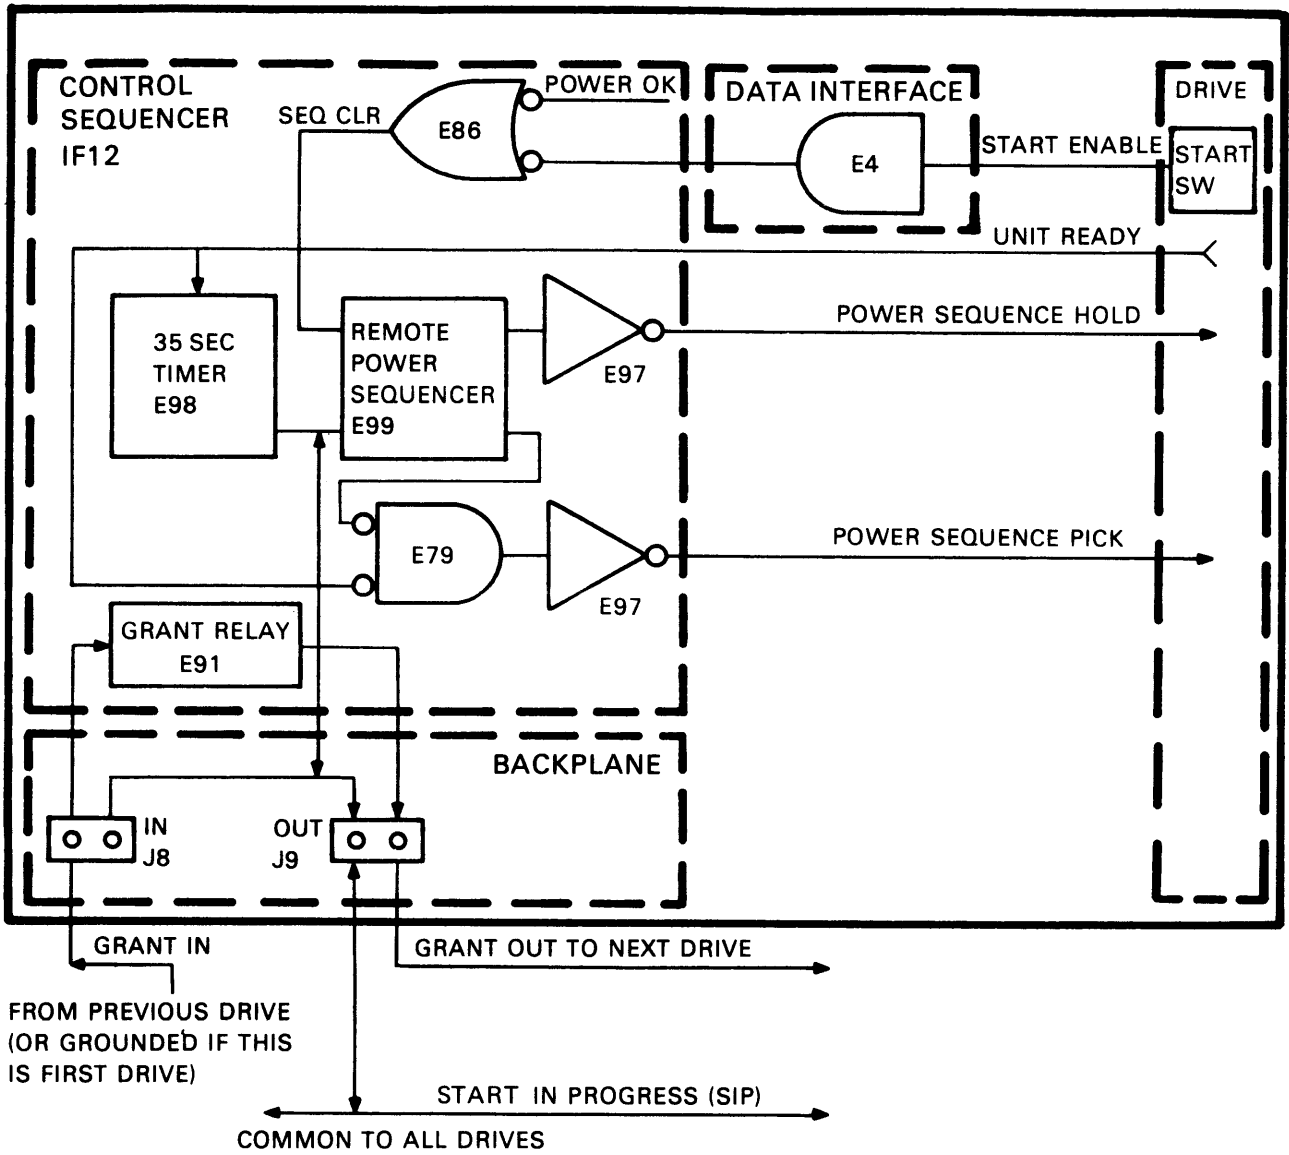 CONTROL
SEQUENCER
IF12
SEQ CLR
E86
POWER OK
DATA INTERFACE
E4
START ENABLE
DRIVE
START
SW
UNIT READY
35 SEC
TIMER
E98
REMOTE
POWER
SEQUENCER
E99
E97
POWER SEQUENCE HOLD
E79
E97
POWER SEQUENCE PICK
GRANT RELAY
E91
BACKPLANE
IN
J8
OUT
J9
GRANT IN
GRANT OUT TO NEXT DRIVE
FROM PREVIOUS DRIVE
(OR GROUNDED IF THIS
IS FIRST DRIVE)
START IN PROGRESS (SIP)
COMMON TO ALL DRIVES